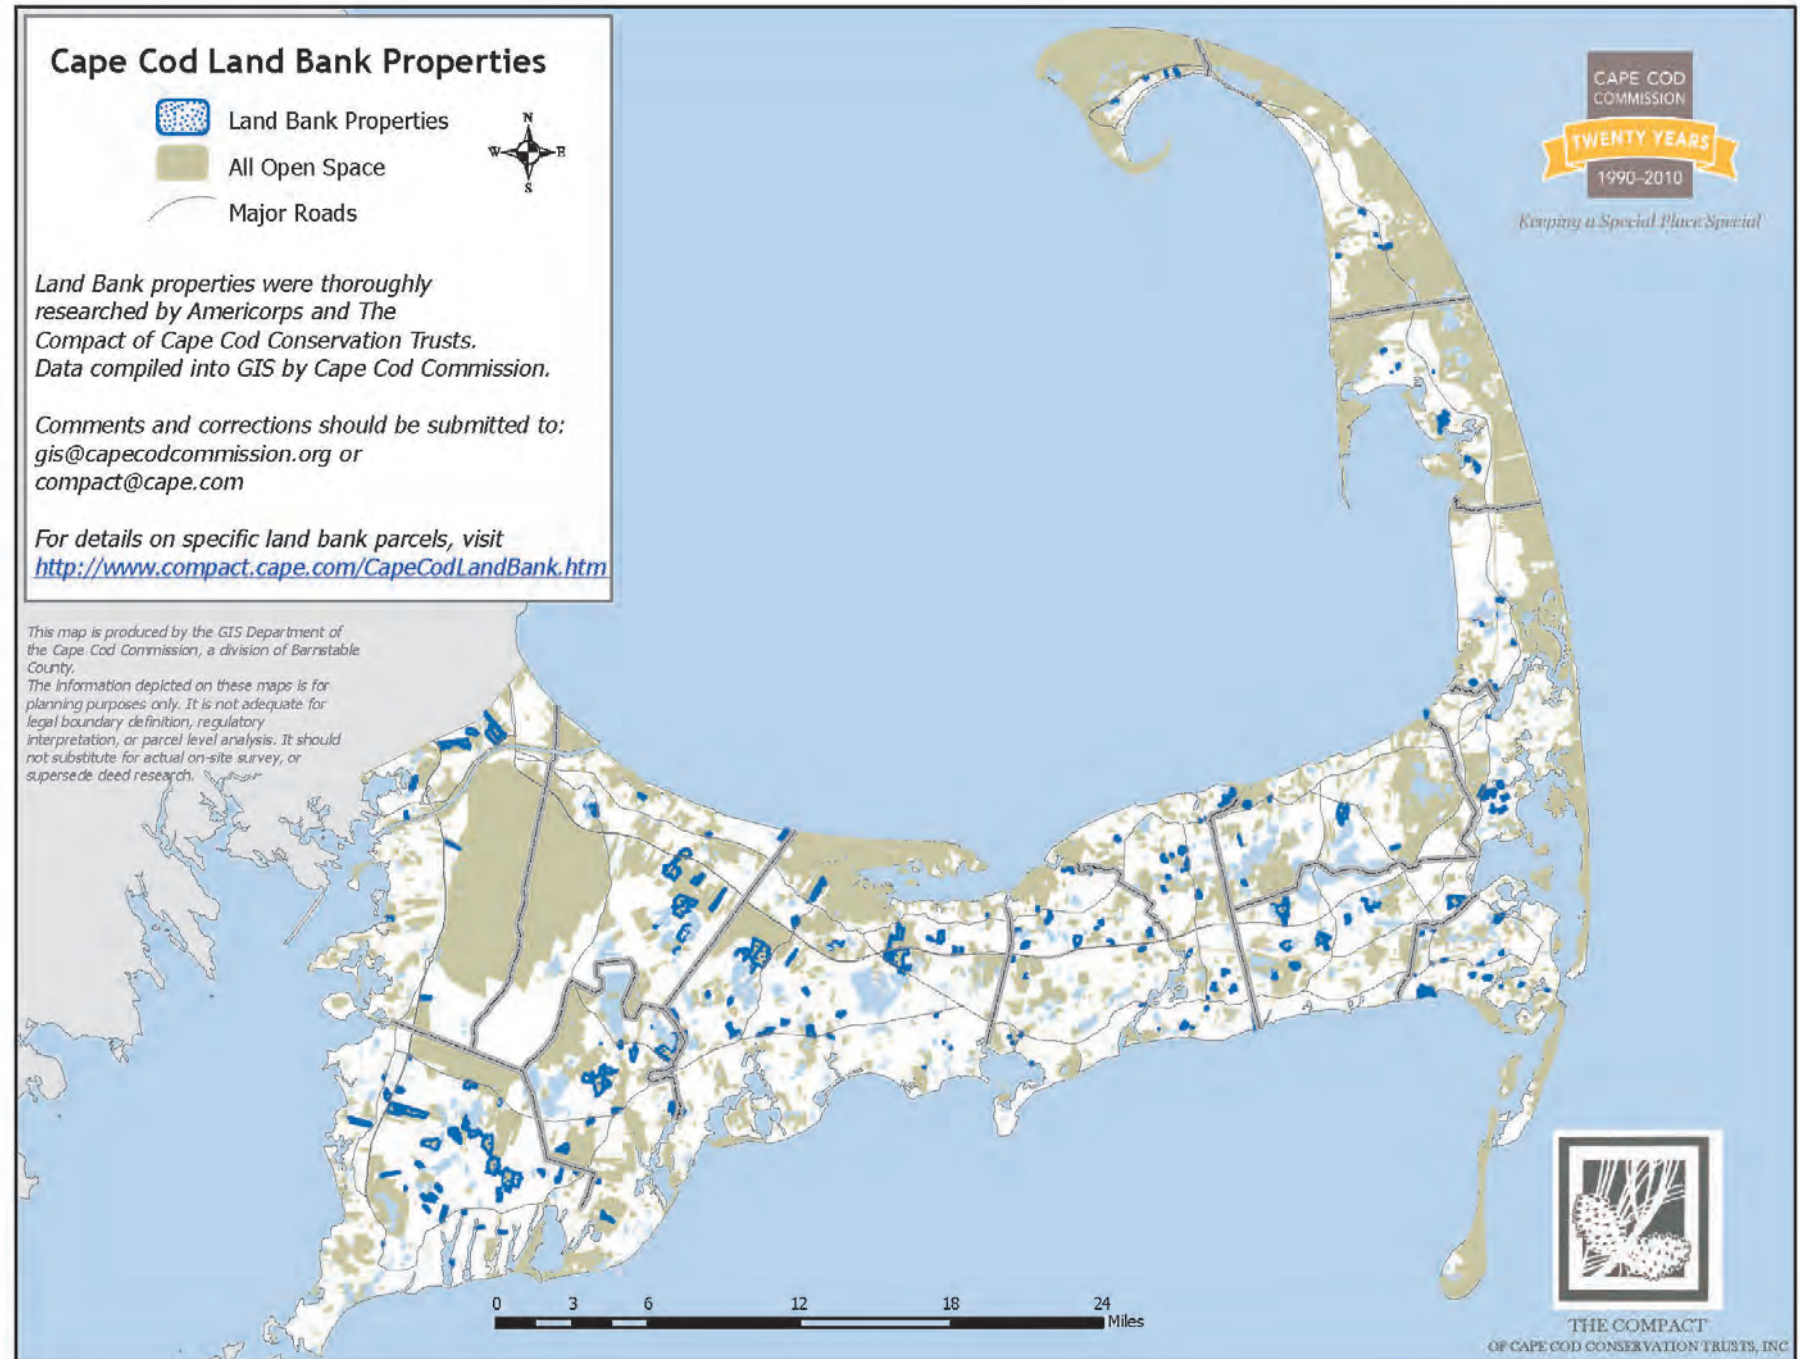 Cape Cod Land Bank Properties
Land Bank Properties
All Open Space
Major Roads
N
W E
S
Land Bank properties were thoroughly
researched by Americorps and The
Compact of Cape Cod Conservation Trusts.
Data compiled into GIS by Cape Cod Commission.
Comments and corrections should be submitted to:
gis@capecodcommission.org or
compact@cape.com
For details on specific land bank parcels, visit
http://www.compact.cape.com/CapeCodLandBank.htm
This map is produced by the GIS Department of
the Cape Cod Commission, a division of Barnstable
County.
The information depicted on these maps is for
planning purposes only. It is not adequate for
legal boundary definition, regulatory
interpretation, or parcel level analysis. It should
not substitute for actual on-site survey, or
supersede deed research.
CAPE COD
COMMISSION
TWENTY YEARS
1990–2010
Keeping a Special Place Special
0 3 6 12 18 24
Miles
THE COMPACT
OF CAPE COD CONSERVATION TRUSTS, INC